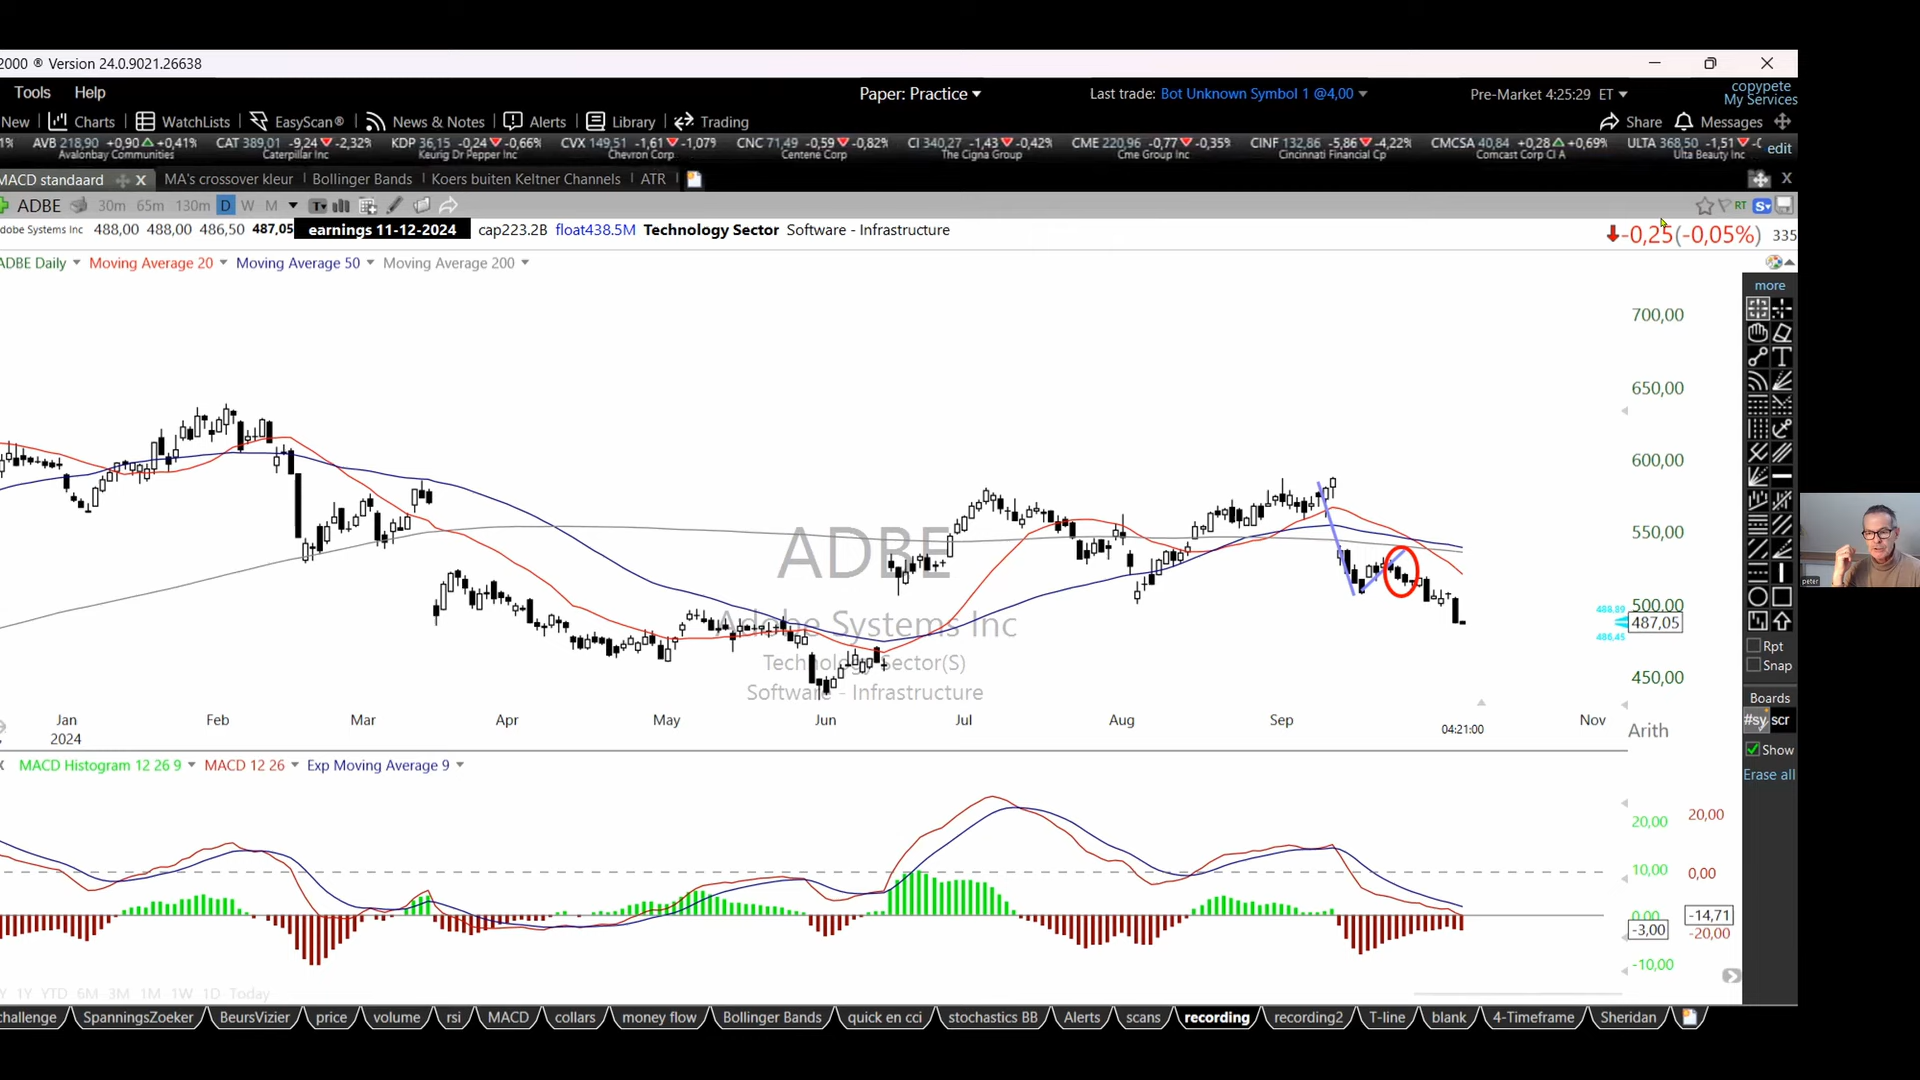 2000 ® Version 24.0.9021.26638
Tools Help
Paper: Practice
Last trade: Bot Unknown Symbol 1 @4,00
Pre-Market 4:25:29 ET
copypete
My Services
New Charts WatchLists EasyScan® News & Notes Alerts Library Trading
Share Messages
1% AVB 218,90 +0,90 +0,41% CAT 389,01 -9,24 -2,32% KDP 36,15 -0,24 -0,66% CVX 149,51 -1,61 -1,07% CNC 71,49 -0,59 -0,82% CI 340,27 -1,43 -0,42% CME 220,96 -0,77 -0,35% CINF 132,86 -5,86 -4,22% CMCSA 40,84 +0,28 +0,69% ULTA 368,50 -1,51 edit
Avalonbay Communities Caterpillar Inc Keurig Dr Pepper Inc Chevron Corp Centene Corp The Cigna Group Cme Group Inc Cincinnati Financial Cp Comcast Corp Cl A Ulta Beauty Inc
MACD standaard X MA's crossover kleur Bollinger Bands Koers buiten Keltner Channels ATR X
ADBE 30m 65m 130m D W M RT
dobe Systems Inc 488,00 488,00 486,50 487,05 earnings 11-12-2024 cap223.2B float438.5M Technology Sector Software - Infrastructure
-0,25(-0,05%) 335
ADBE Daily Moving Average 20 Moving Average 50 Moving Average 200
more
700,00
650,00
600,00
550,00
500,00
488.89
487,05
486,45
450,00
ADBE
Adobe Systems Inc
Technology Sector(S)
Software - Infrastructure
Rpt
Snap
Boards
#sy scr
Show
Erase all
Jan Feb Mar Apr May Jun Jul Aug Sep Nov
2024
04:21:00
Arith
X MACD Histogram 12 26 9 MACD 12 26 Exp Moving Average 9
20,00 20,00
10,00 0,00
0,00 -14,71
-3,00 -20,00
-10,00
Y 1Y YTD 6M 3M 1M 1W 1D Today
peter
challenge SpanningsZoeker BeursVizier price volume rsi MACD collars money flow Bollinger Bands quick en cci stochastics BB Alerts scans recording recording2 T-line blank 4-Timeframe Sheridan